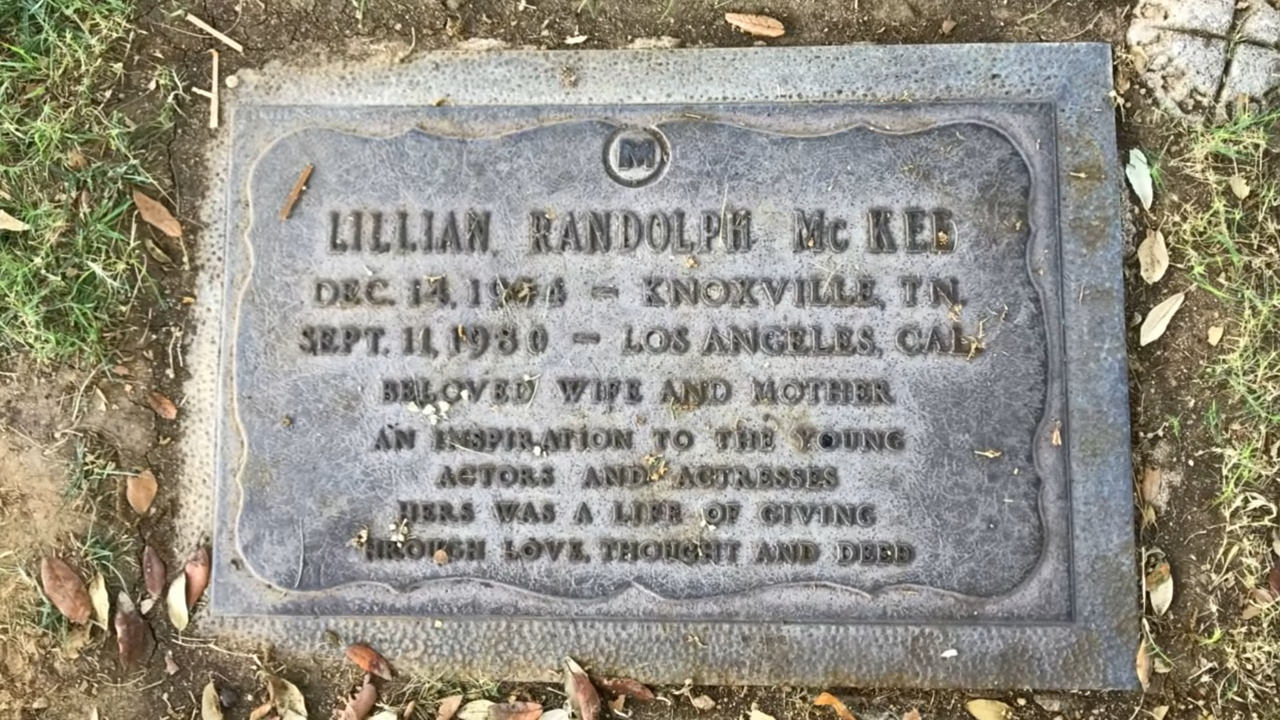 M
LILLIAN RANDOLPH McKEE
DEC. 14, – KNOXVILLE, TN.
SEPT. 11, 1980 – LOS ANGELES, CAL.
BELOVED WIFE AND MOTHER
AN INSPIRATION TO THE YOUNG
ACTORS AND ACTRESSES
HERS WAS A LIFE OF GIVING
THROUGH LOVE, THOUGHT AND DEED